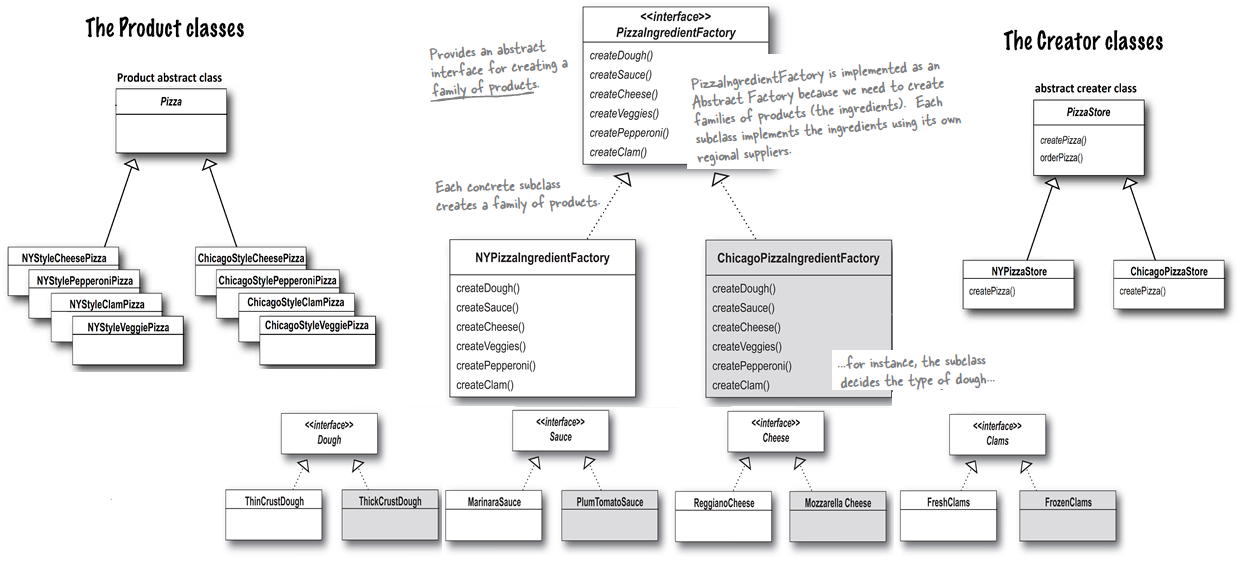 The Product classes
Product abstract class
Pizza
NYStyleCheesePizza
NYStylePepperoniPizza
NYStyleClamPizza
NYStyleVeggiePizza
ChicagoStyleCheesePizza
ChicagoStylePepperoniPizza
ChicagoStyleClamPizza
ChicagoStyleVeggiePizza
Provides an abstract
interface for creating a
family of products.
<<interface>>
PizzaIngredientFactory
createDough()
createSauce()
createCheese()
createVeggies()
createPepperoni()
createClam()
PizzaIngredientFactory is implemented as an
Abstract Factory because we need to create
families of products (the ingredients). Each
subclass implements the ingredients using its own
regional suppliers.
Each concrete subclass
creates a family of products.
NYPizzaIngredientFactory
createDough()
createSauce()
createCheese()
createVeggies()
createPepperoni()
createClam()
ChicagoPizzaIngredientFactory
createDough()
createSauce()
createCheese()
createVeggies()
createPepperoni()
createClam()
...for instance, the subclass
decides the type of dough...
The Creator classes
abstract creater class
PizzaStore
createPizza()
orderPizza()
NYPizzaStore
createPizza()
ChicagoPizzaStore
createPizza()
<<interface>>
Dough
ThinCrustDough
ThickCrustDough
<<interface>>
Sauce
MarinaraSauce
PlumTomatoSauce
<<interface>>
Cheese
ReggianoCheese
Mozzarella Cheese
<<interface>>
Clams
FreshClams
FrozenClams